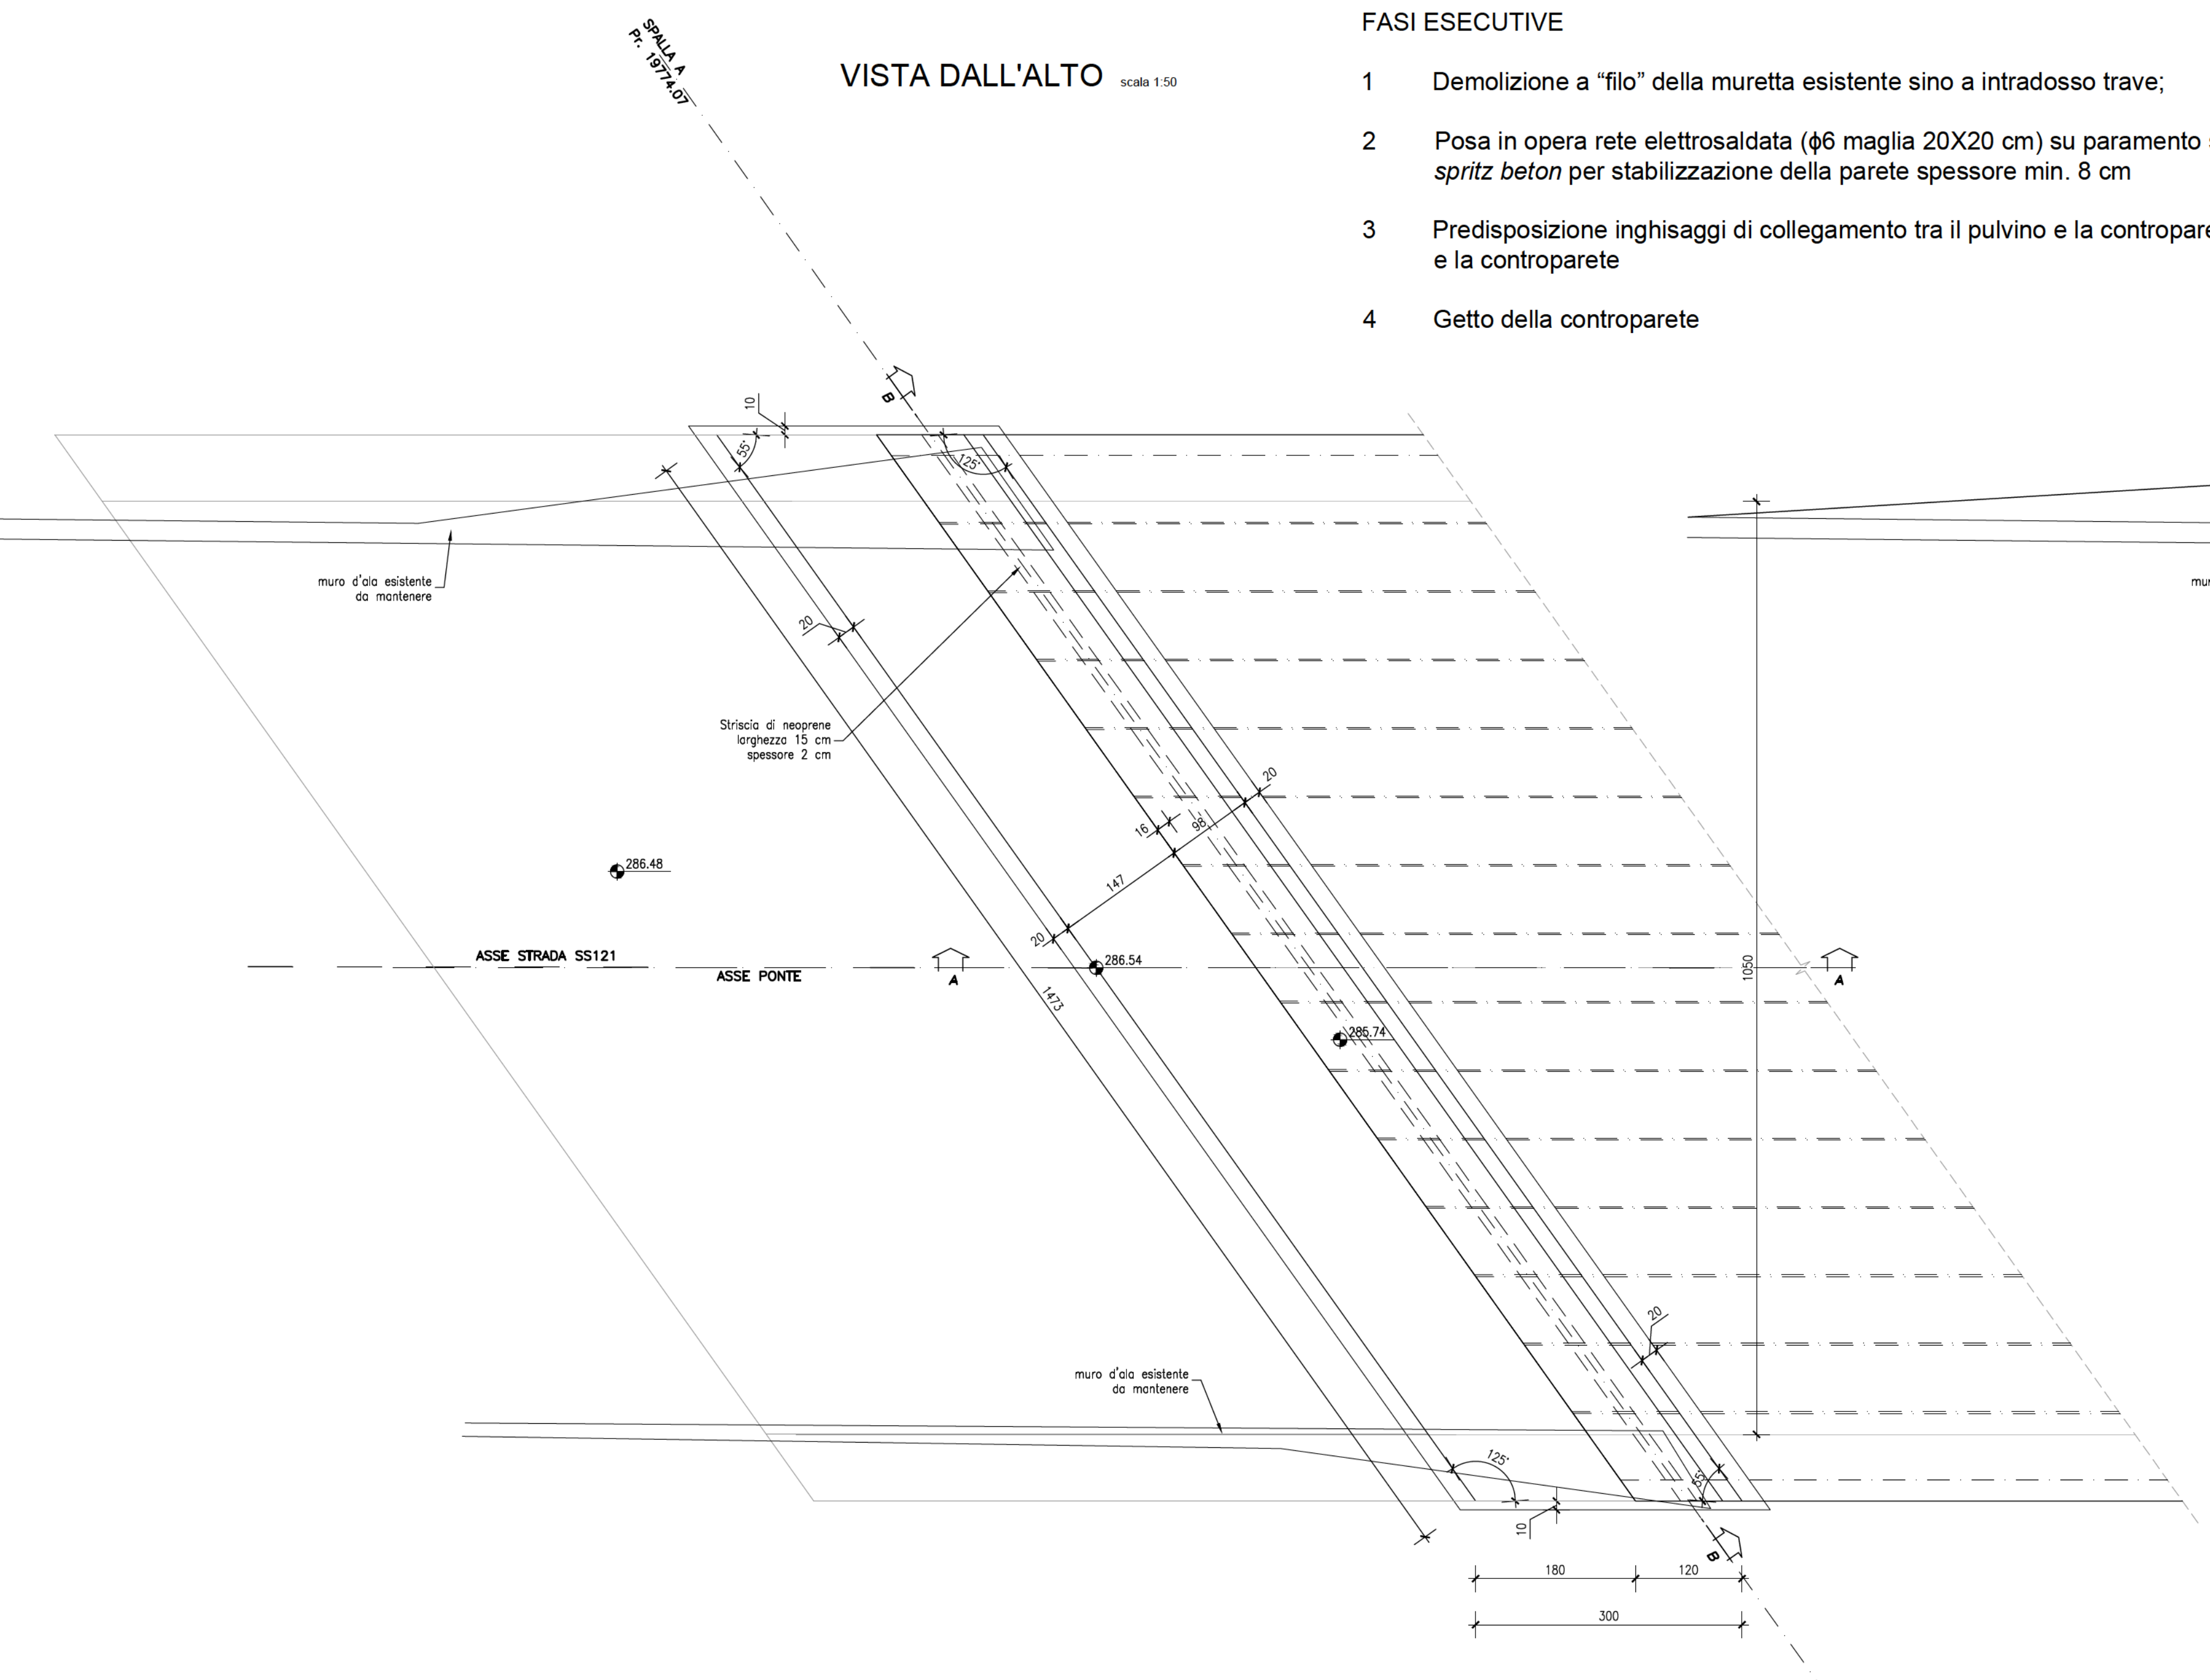 FASI ESECUTIVE
SPALLA A
Pr. 19774.07
VISTA DALL'ALTO scala 1:50
1 Demolizione a “filo” della muretta esistente sino a intradosso trave;
2 Posa in opera rete elettrosaldata (ϕ6 maglia 20X20 cm) su paramento
spritz beton per stabilizzazione della parete spessore min. 8 cm
3 Predisposizione inghisaggi di collegamento tra il pulvino e la
e la controparete
4 Getto della controparete
B
10
55°
125°
muro d'ala esistente
da mantenere
20
Striscia di neoprene
larghezza 15 cm
spessore 2 cm
20
16
98
147
286.48
20
ASSE STRADA SS121
ASSE PONTE
A
286.54
A
1050
1473
285.74
20
muro d'ala esistente
da mantenere
125°
55°
10
B
180
120
300